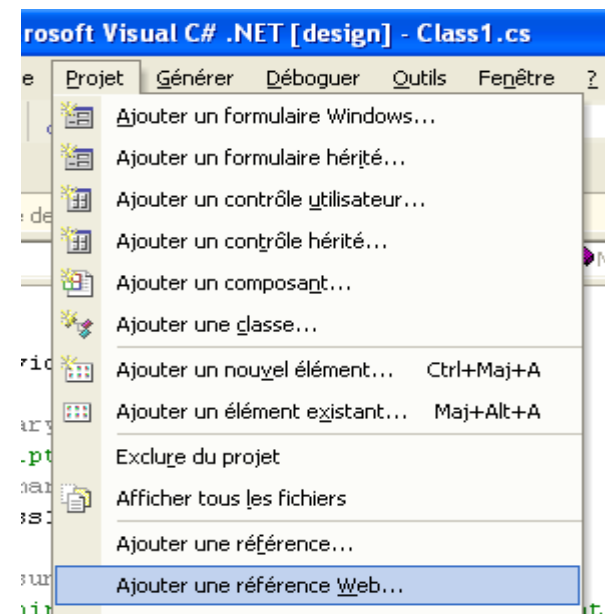 rosoft Visual C# .NET [design] - Class1.cs
e Projet Générer Déboguer Outils Fenêtre ?
Ajouter un formulaire Windows...
Ajouter un formulaire hérité...
Ajouter un contrôle utilisateur...
de
Ajouter un contrôle hérité...
Ajouter un composant...
Ajouter une classe...
Ajouter un nouvel élément... Ctrl+Maj+A
Ajouter un élément existant... Maj+Alt+A
Exclure du projet
Afficher tous les fichiers
Ajouter une référence...
Ajouter une référence Web...